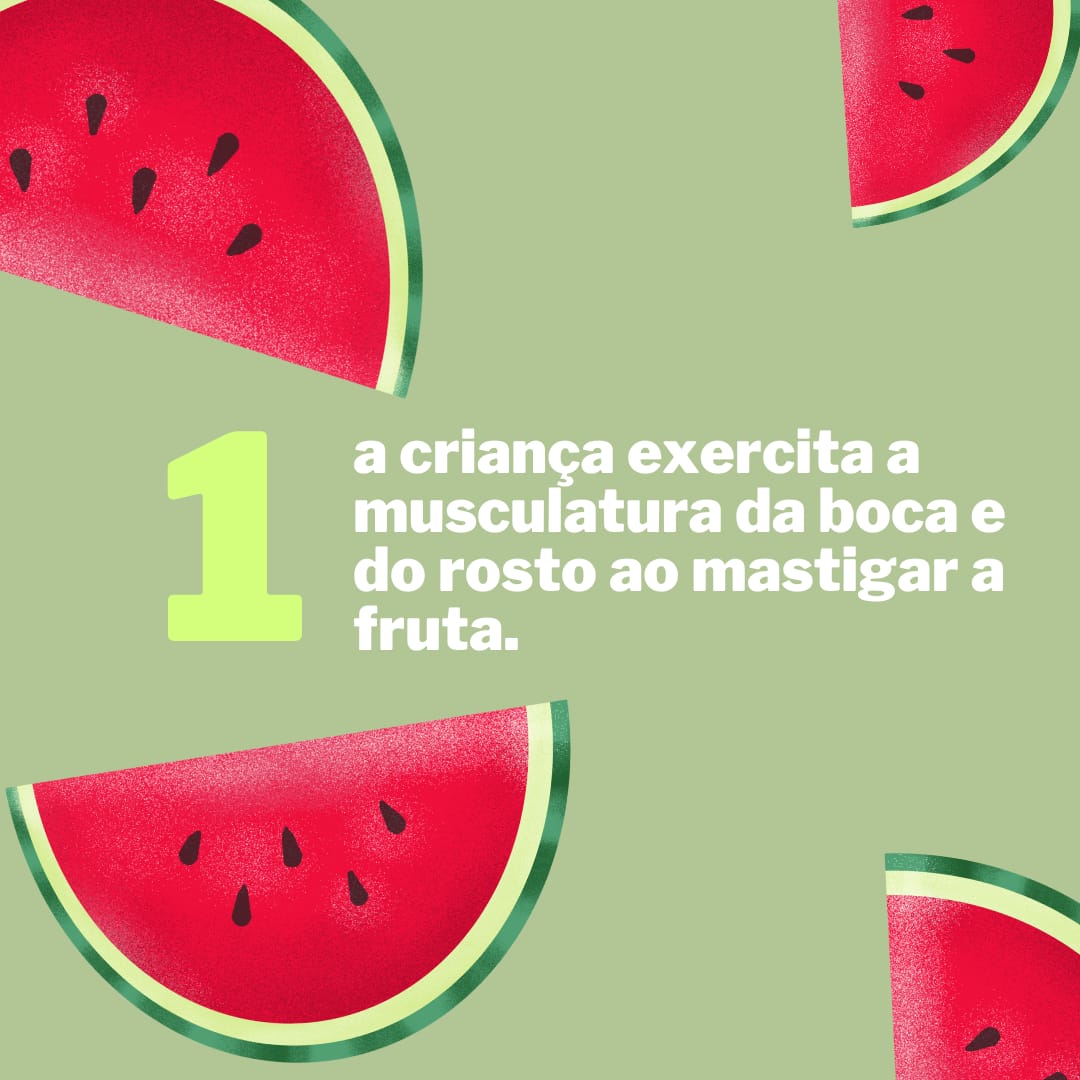 1
a criança exercita a
musculatura da boca e
do rosto ao mastigar a
fruta.